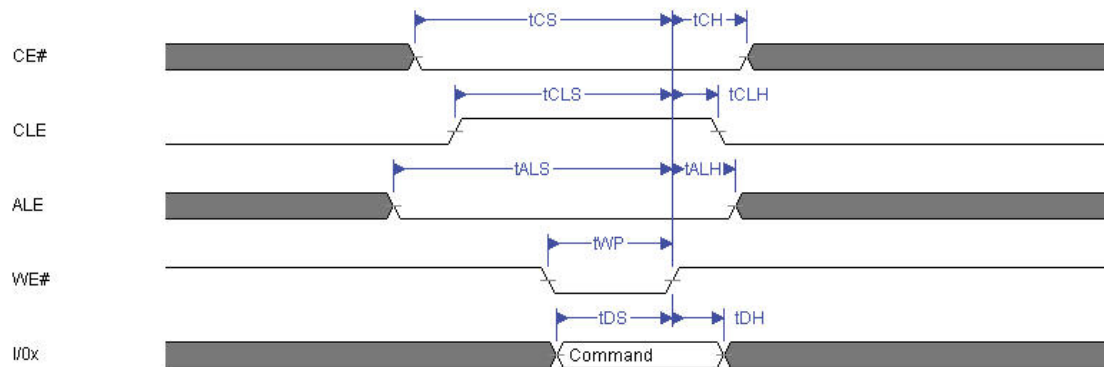 tCS tCH
CE#
tCLS tCLH
CLE
tALS tALH
ALE
tWP
WE#
tDS tDH
I/0x Command